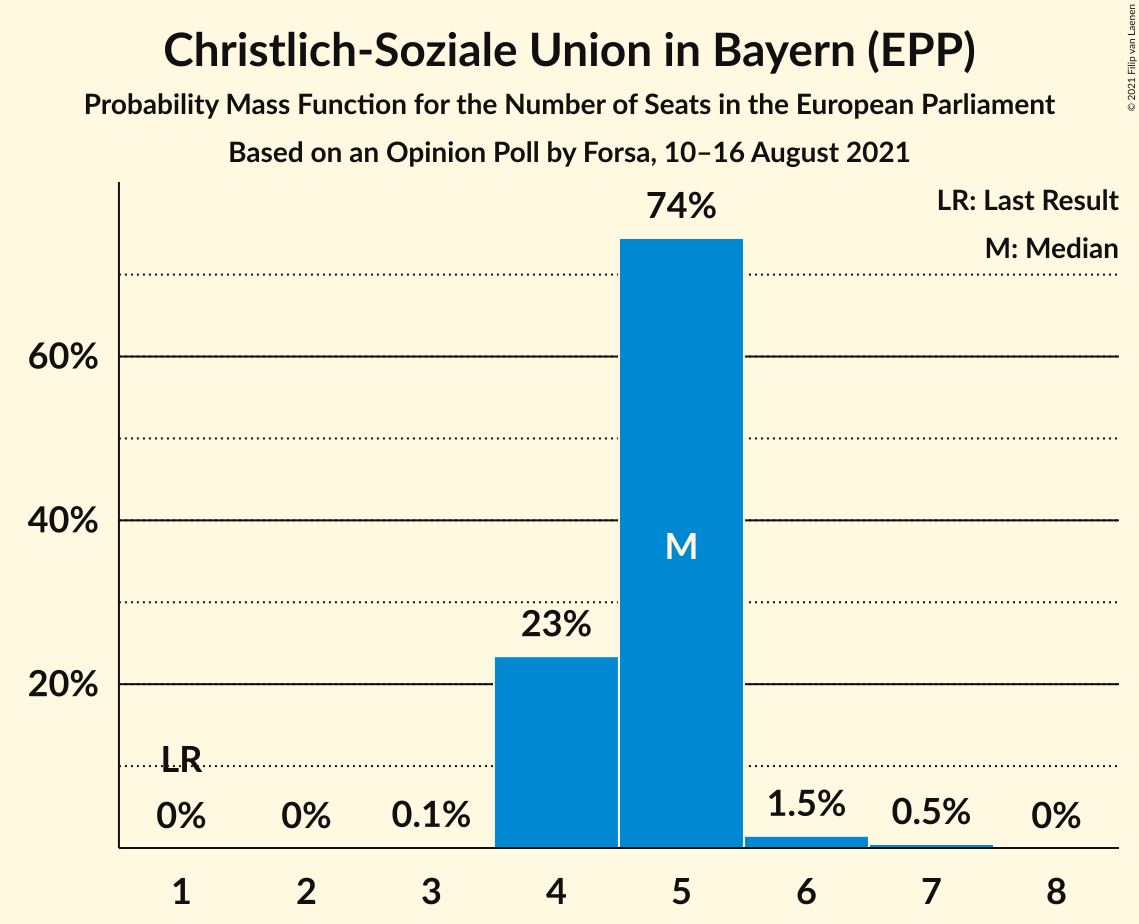 Christlich-Soziale Union in Bayern (EPP)
Probability Mass Function for the Number of Seats in the European Parliament
Based on an Opinion Poll by Forsa, 10–16 August 2021
© 2021 Filip van Laenen
LR: Last Result
M: Median
74%
60%
40%
M
23%
20%
LR
0% 0% 0.1% 1.5% 0.5% 0%
1 2 3 4 5 6 7 8